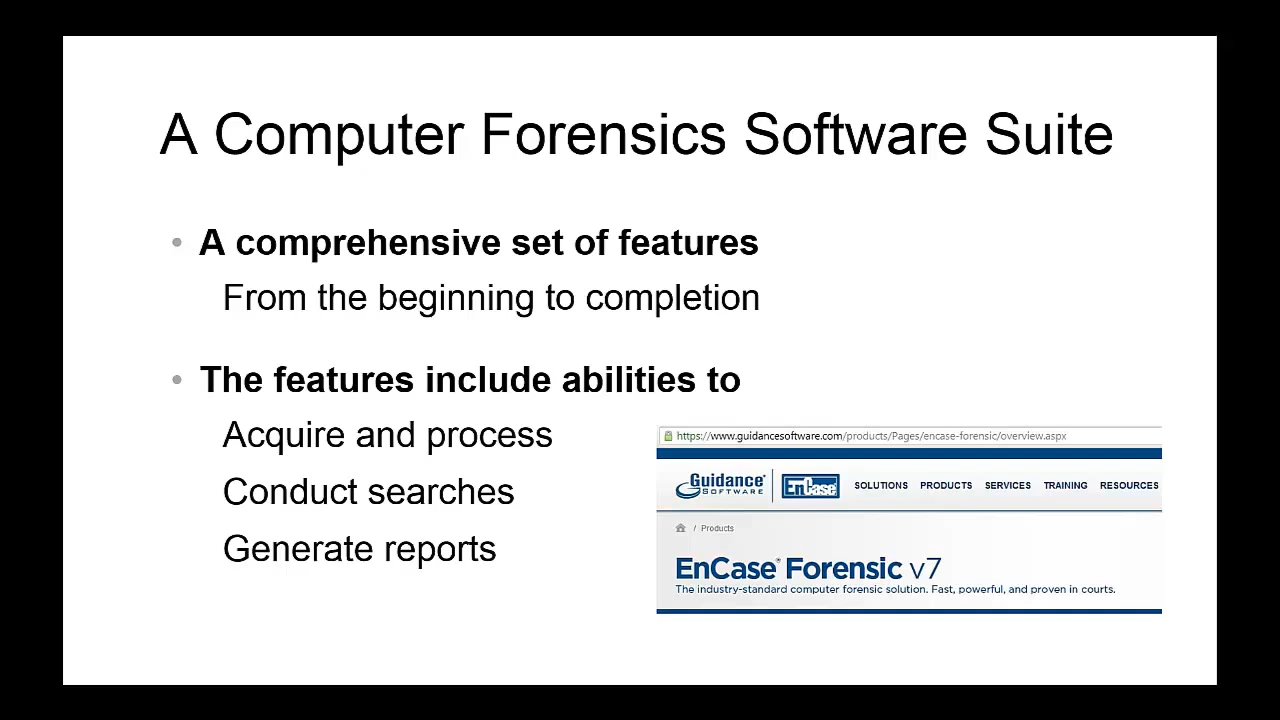 A Computer Forensics Software Suite
• A comprehensive set of features
From the beginning to completion
• The features include abilities to
Acquire and process
Conduct searches
Generate reports
https://www.guidancesoftware.com/products/Pages/encase-forensic/overview.aspx
Guidance SOFTWARE EnCase SOLUTIONS PRODUCTS SERVICES TRAINING RESOURCES
/ Products
EnCase® Forensic v7
The industry-standard computer forensic solution. Fast, powerful, and proven in courts.